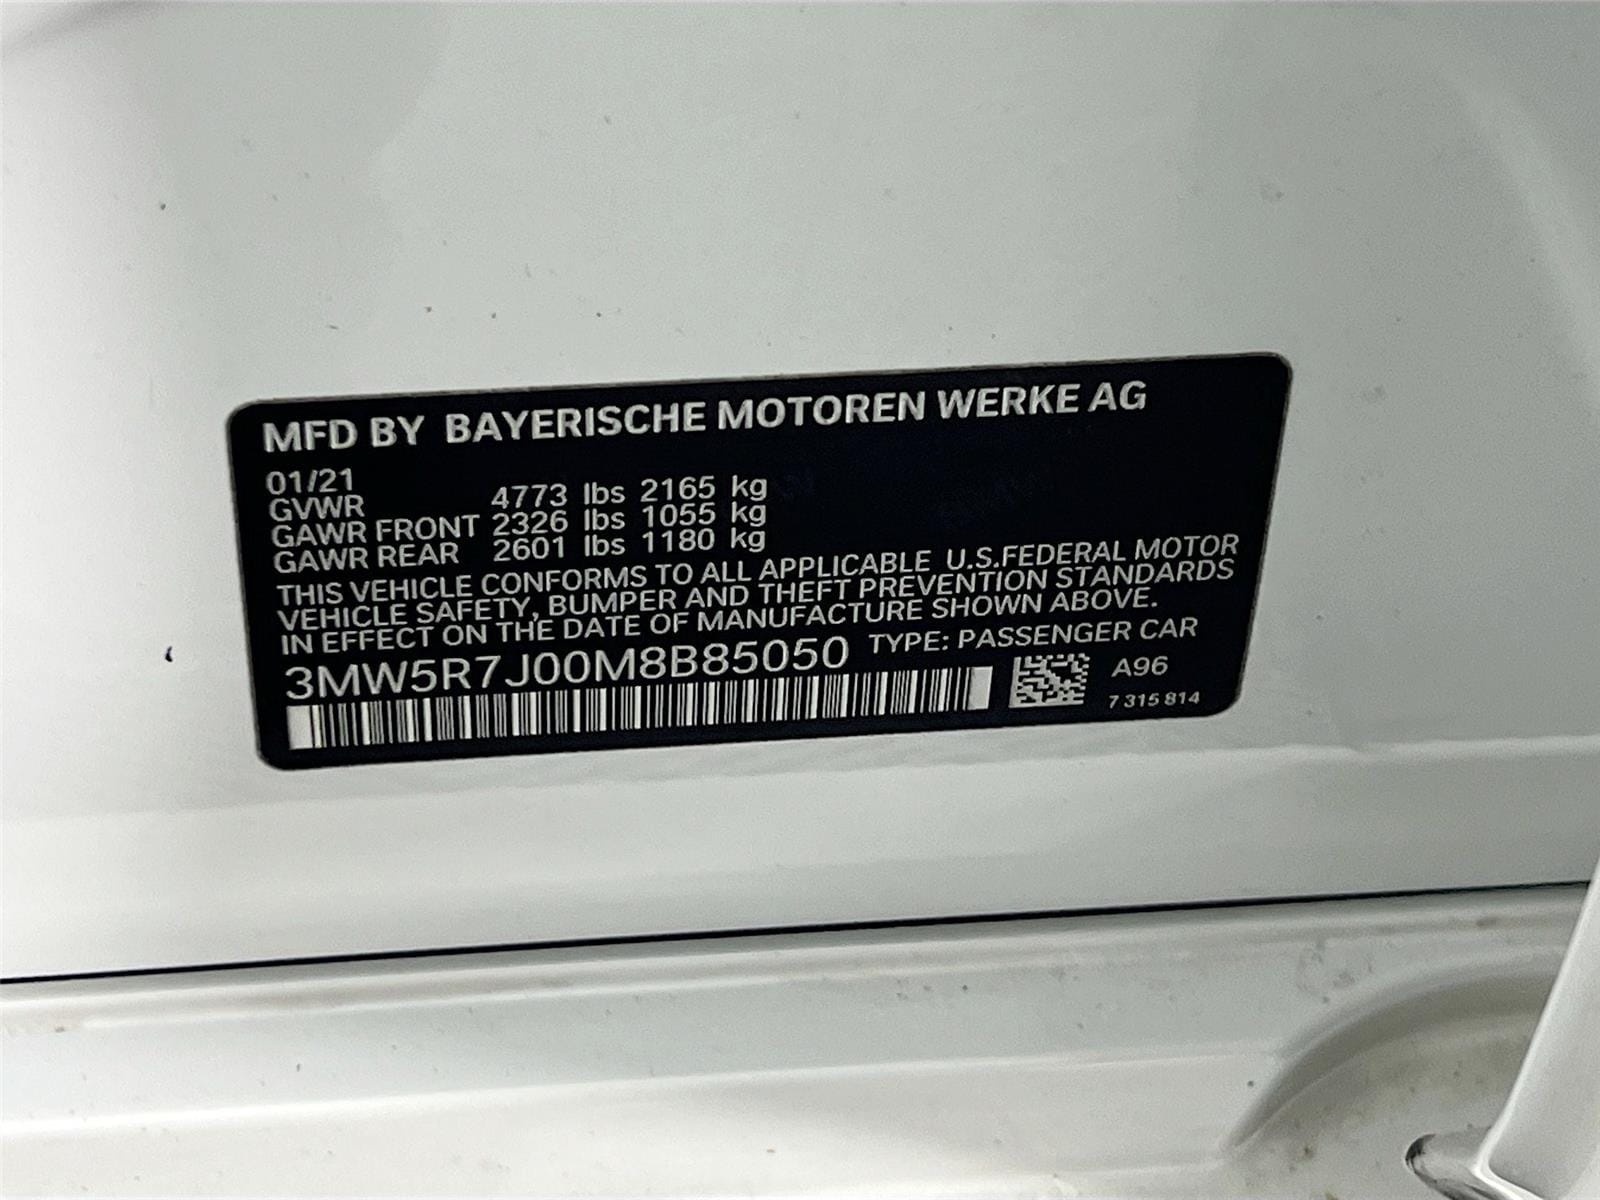 MFD BY BAYERISCHE MOTOREN WERKE AG
01/21
GVWR 4773 lbs 2165 kg
GAWR FRONT 2326 lbs 1055 kg
GAWR REAR 2601 lbs 1180 kg
THIS VEHICLE CONFORMS TO ALL APPLICABLE U.S.FEDERAL MOTOR
VEHICLE SAFETY, BUMPER AND THEFT PREVENTION STANDARDS
IN EFFECT ON THE DATE OF MANUFACTURE SHOWN ABOVE.
3MW5R7J00M8B85050 TYPE: PASSENGER CAR
A96
7 315 814